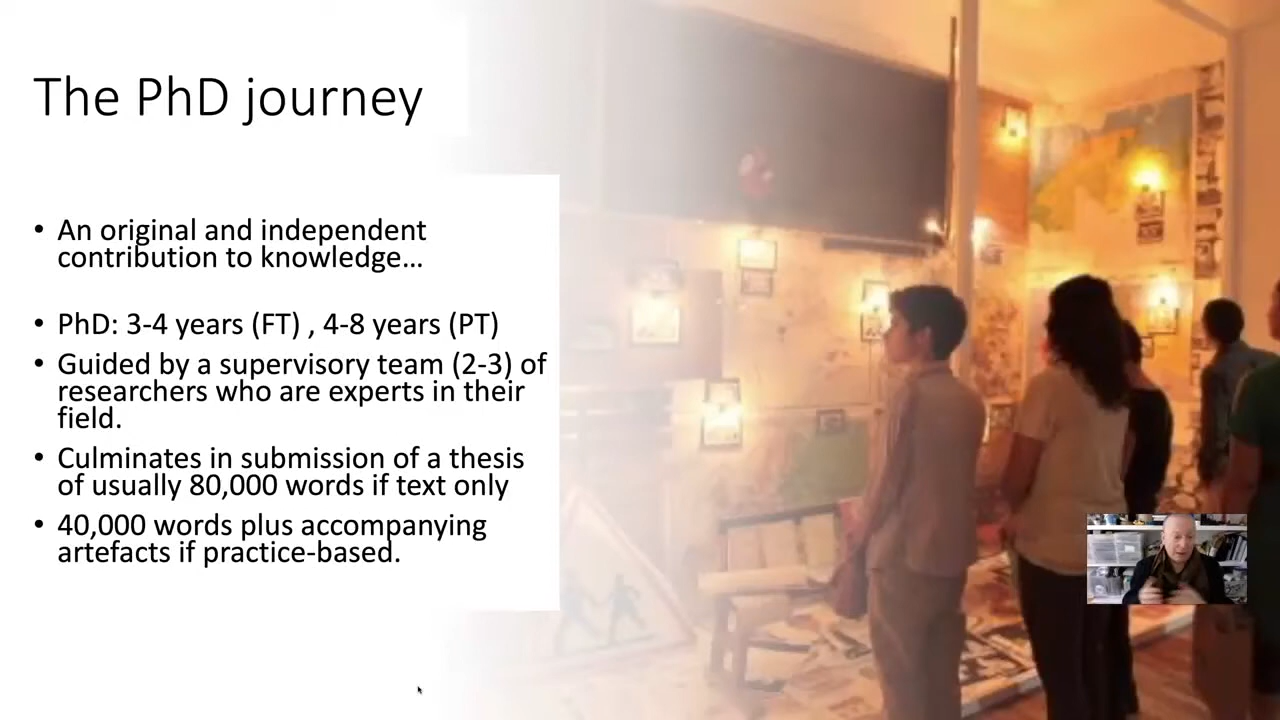 The PhD journey
• An original and independent
contribution to knowledge…
• PhD: 3-4 years (FT) , 4-8 years (PT)
• Guided by a supervisory team (2-3) of
researchers who are experts in their
field.
• Culminates in submission of a thesis
of usually 80,000 words if text only
• 40,000 words plus accompanying
artefacts if practice-based.